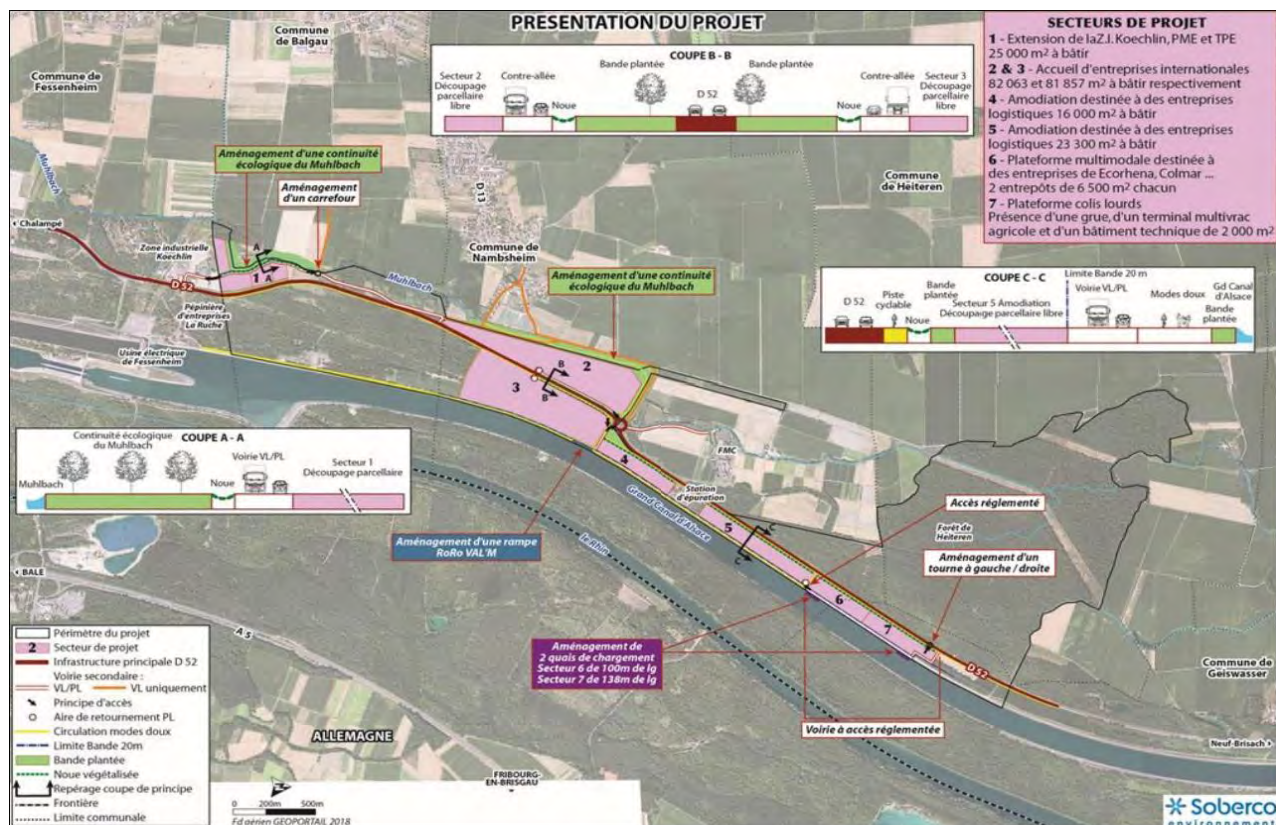 PRESENTATION DU PROJET
SECTEURS DE PROJET
1 - Extension de laZ.I. Koechlin, PME et TPE
25 000 m² à bâtir
2 & 3 - Accueil d'entreprises internationales
82 063 et 81 857 m² à bâtir respectivement
4 - Amodiation destinée à des entreprises
logistiques 16 000 m² à bâtir
5 - Amodiation destinée à des entreprises
logistiques 23 300 m² à bâtir
6 - Plateforme multimodale destinée à
des entreprises de Ecorhena, Colmar ...
2 entrepôts de 6 500 m² chacun
7 - Plateforme colis lourds
Présence d'une grue, d'un terminal multivrac
agricole et d'un bâtiment technique de 2 000 m²
Commune
de Balgau
Commune de
Fessenheim
COUPE B - B
Secteur 2
Découpage
parcellaire
libre
Contre-allée
Noue
Bande plantée
D 52
Bande plantée
Noue
Contre-allée
Secteur 3
Découpage
parcellaire
libre
Muhlbach
Aménagement d'une continuité
écologique du Muhlbach
Aménagement
d'un carrefour
D 13
Commune
de Heiteren
Chalampé
Zone industrielle
Koechlin
A
1
A
D 52
Muhlbach
Commune de
Nambsheim
Aménagement d'une continuité
écologique du Muhlbach
Pépinière
d'entreprises
La Ruche
Usine électrique
de Fessenheim
COUPE C - C
D 52
Piste
cyclable
Noue
Bande
plantée
Secteur 5 Amodiation
Découpage parcellaire libre
Limite Bande 20 m
Voirie VL/PL
Modes doux
Gd Canal
d'Alsace
Bande
plantée
2
B
3
B
COUPE A - A
Muhlbach
Continuité écologique
du Muhlbach
Noue
Voirie VL/PL
Secteur 1
Découpage parcellaire
4
FMC
Station
d'épuration
Grand Canal d'Alsace
5
C
C
le Rhin
Aménagement d'une rampe
RoRo VAL'M
Accès réglementé
Forêt de
Heiteren
Aménagement d'un
tourne à gauche / droite
6
7
D 52
BALE
A 5
Aménagement de
2 quais de chargement
Secteur 6 de 100m de lg
Secteur 7 de 138m de lg
Voirie à accès réglementée
Commune de
Geiswasser
Neuf-Brisach
ALLEMAGNE
FRIBOURG-
EN-BRISGAU
Périmètre du projet
2 Secteur de projet
Infrastructure principale D 52
Voirie secondaire :
VL/PL VL uniquement
Principe d'accès
Aire de retournement PL
Circulation modes doux
Limite Bande 20m
Bande plantée
Noue végétalisée
Repérage coupe de principe
Frontière
Limite communale
0 200m 500m
Fd aérien GEOPORTAIL 2018
Soberco
environnement